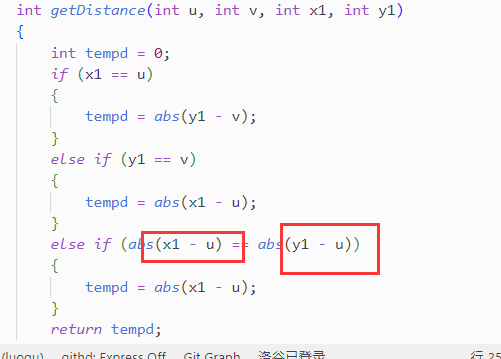 int getDistance(int u, int v, int x1, int y1)
{
int tempd = 0;
if (x1 == u)
{
tempd = abs(y1 - v);
}
else if (y1 == v)
{
tempd = abs(x1 - u);
}
else if (abs(x1 - u) == abs(y1 - u))
{
tempd = abs(x1 - u);
}
return tempd;
(luogu) githd: Express Off Git Graph 洛谷已登录 行 25